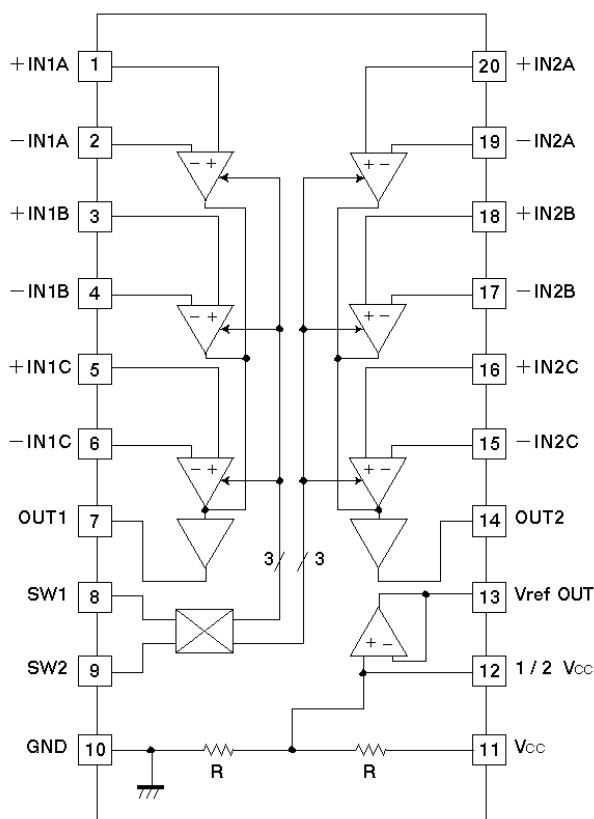 +IN1A 1 20 +IN2A
−IN1A 2 19 −IN2A
− + + −
+IN1B 3 18 +IN2B
−IN1B 4 17 −IN2B
− + + −
+IN1C 5 16 +IN2C
−IN1C 6 15 −IN2C
− + + −
OUT1 7 14 OUT2
3 3
SW1 8 13 Vref OUT
+ −
SW2 9 12 1 / 2 Vcc
GND 10 11 Vcc
R R